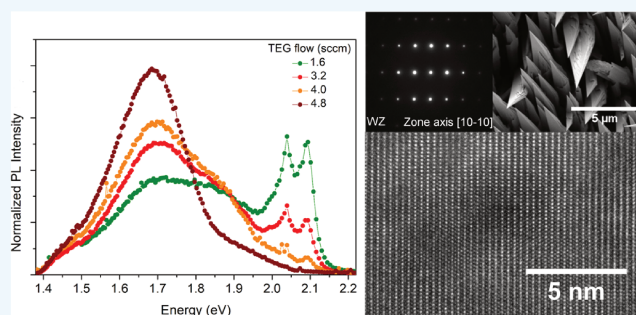 Normalized PL Intensity
TEG flow (sccm)
1.6
3.2
4.0
4.8
1.4 1.5 1.6 1.7 1.8 1.9 2.0 2.1 2.2
Energy (eV)
WZ Zone axis [10-10]
5 µm
5 nm